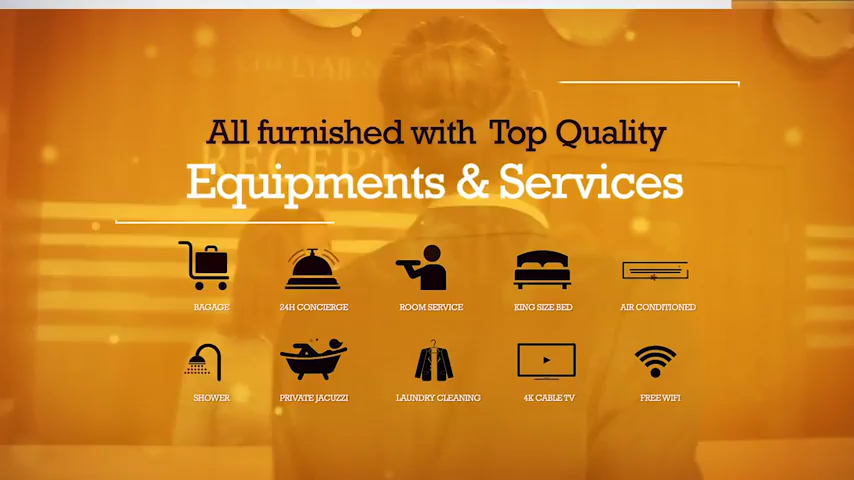 All furnished with Top Quality
RECEPT
Equipments & Services
BAGAGE
24H CONCIERGE
ROOM SERVICE
KING SIZE BED
AIR CONDITIONED
SHOWER
PRIVATE JACUZZI
LAUNDRY CLEANING
4K CABLE TV
FREE WIFI